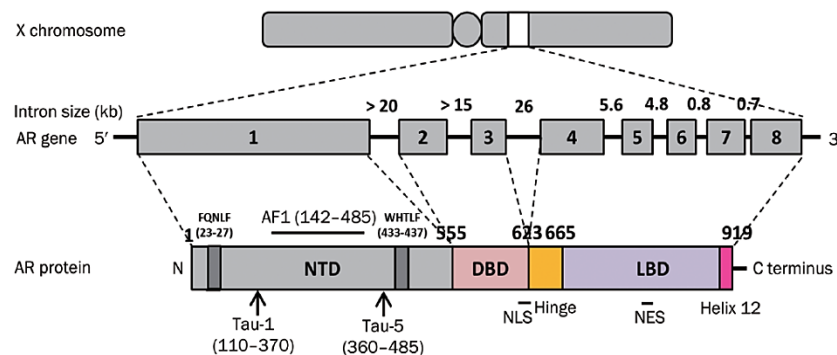 X chromosome
Intron size (kb) > 20 > 15 26 5.6 4.8 0.8 0.7
AR gene 5′ 1 2 3 4 5 6 7 8 3
FQNLF
(23-27)
AF1 (142–485)
WHTLF
(433-437)
1 555 623 665 919
AR protein N NTD DBD LBD C terminus
Tau-1
(110–370)
Tau-5
(360–485)
NLS Hinge NES Helix 12